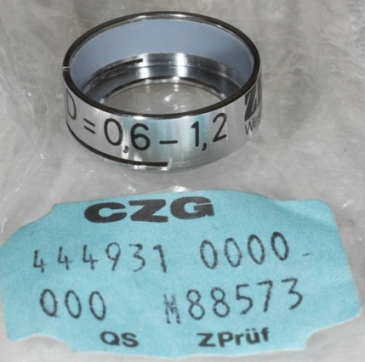 D = 0,6 – 1,2
CZG
444931 0000-
000 M88573
QS ZPrüf